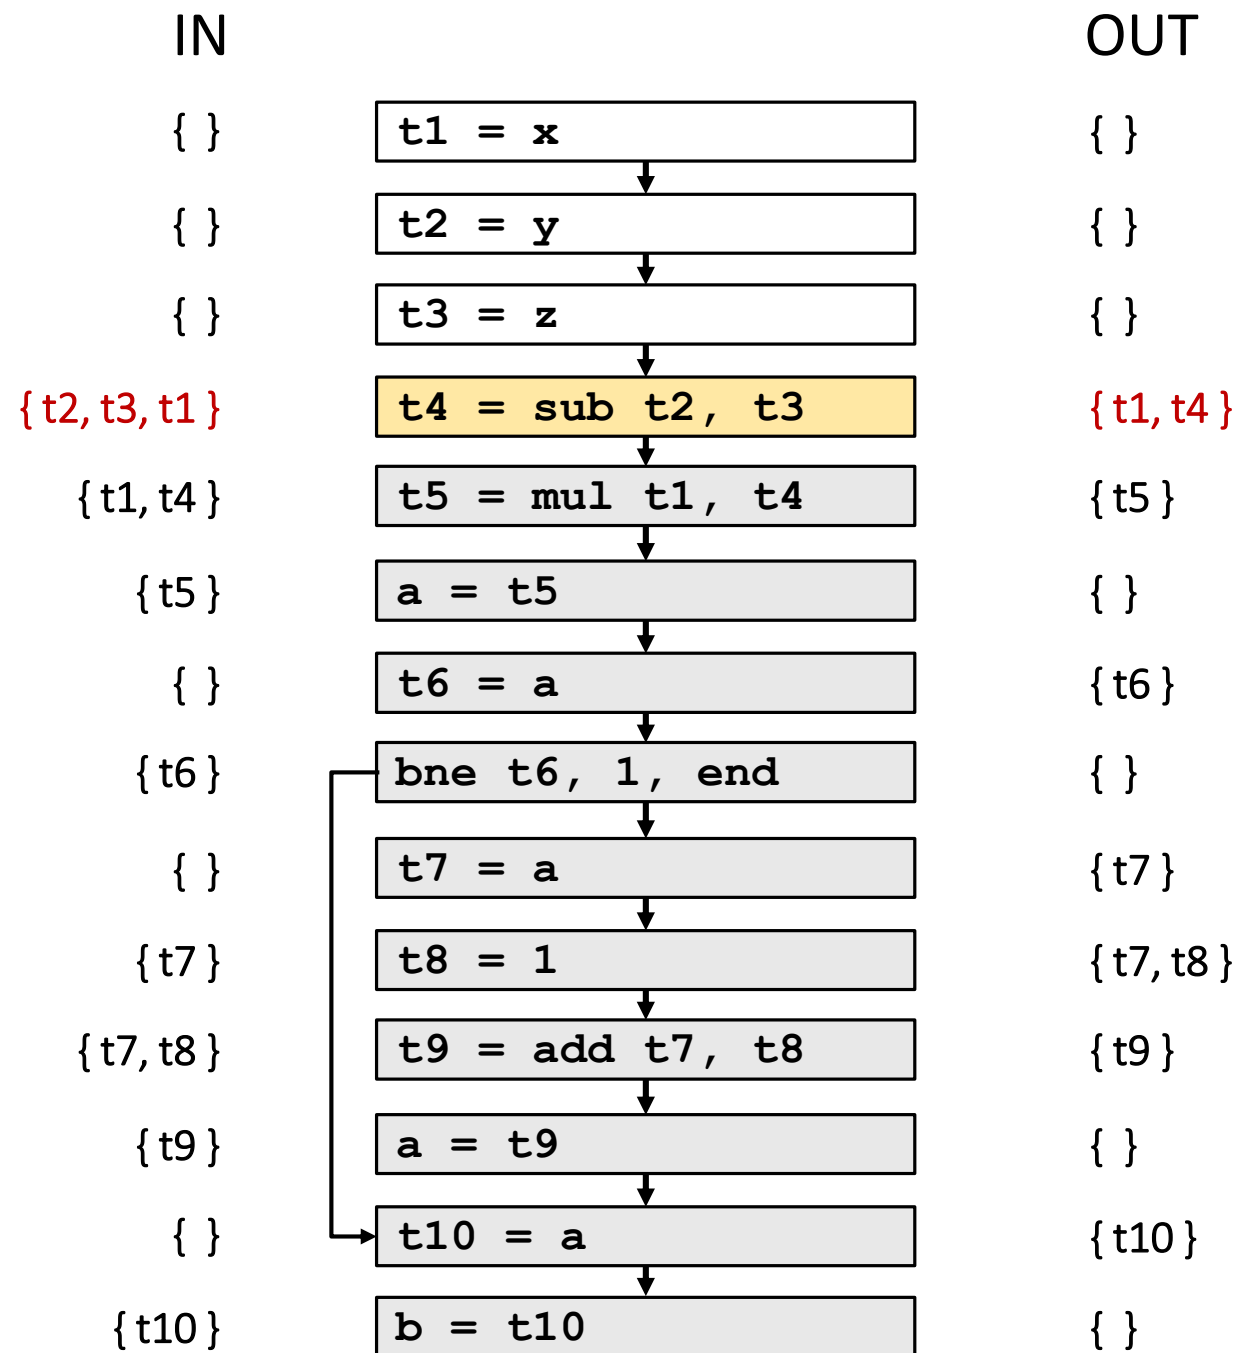 IN OUT
{ } t1 = x { }
{ } t2 = y { }
{ } t3 = z { }
{ t2, t3, t1 } t4 = sub t2, t3 { t1, t4 }
{ t1, t4 } t5 = mul t1, t4 { t5 }
{ t5 } a = t5 { }
{ } t6 = a { t6 }
{ t6 } bne t6, 1, end { }
{ } t7 = a { t7 }
{ t7 } t8 = 1 { t7, t8 }
{ t7, t8 } t9 = add t7, t8 { t9 }
{ t9 } a = t9 { }
{ } t10 = a { t10 }
{ t10 } b = t10 { }